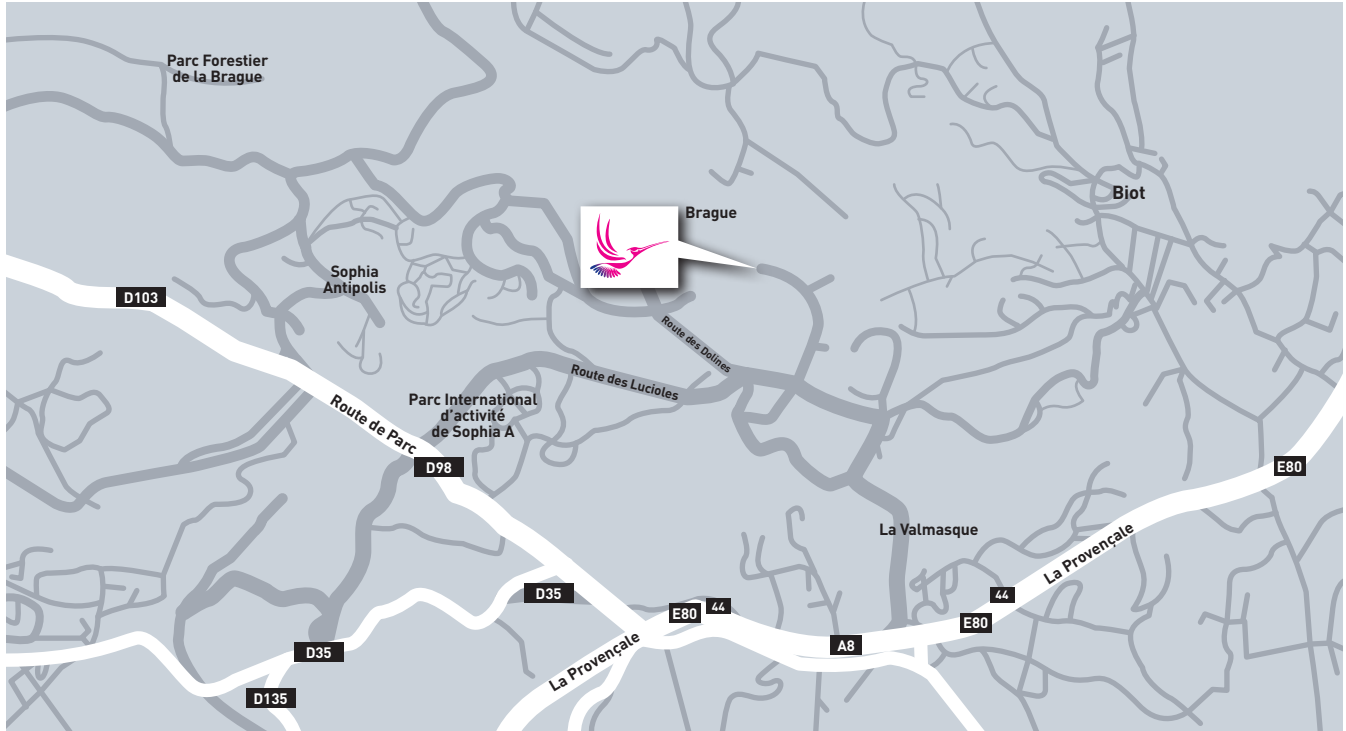 Parc Forestier
de la Brague
Biot
Brague
Sophia
Antipolis
D103
Route des Dolines
Route des Lucioles
Parc International
d'activité
de Sophia A
Route de Parc
D98
E80
La Valmasque
La Provençale
D35
44
E80
44
E80
A8
La Provençale
D35
D135